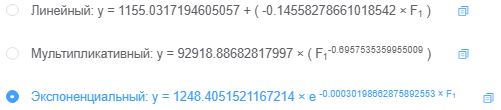 Линейный: y = 1155.0317194605057 + ( -0.14558278661018542 × F₁ )
Мультипликативный: y = 92918.88682817997 × ( F₁^-0.6957535359955009 )
Экспоненциальный: y = 1248.4051521167214 × e^-0.00030198662875892553 × F₁